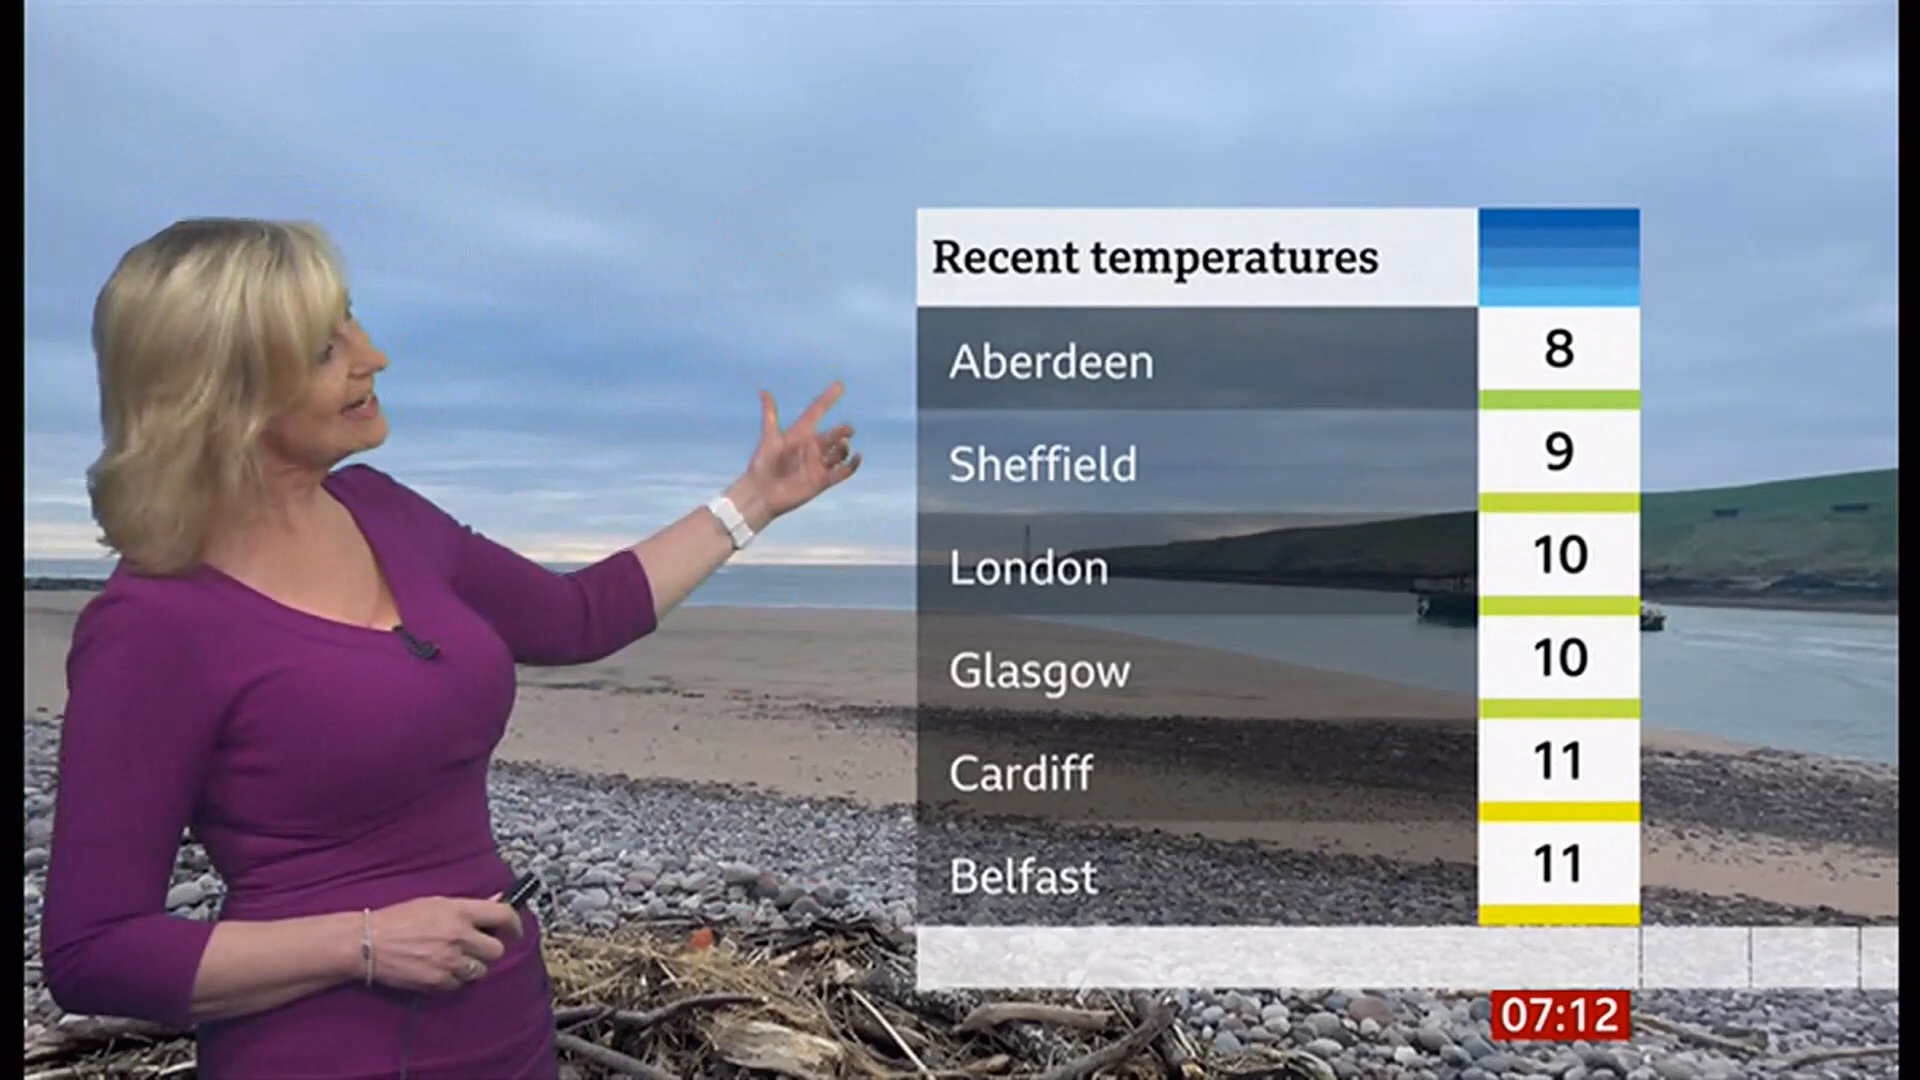 Recent temperatures
Aberdeen 8
Sheffield 9
London 10
Glasgow 10
Cardiff 11
Belfast 11
07:12